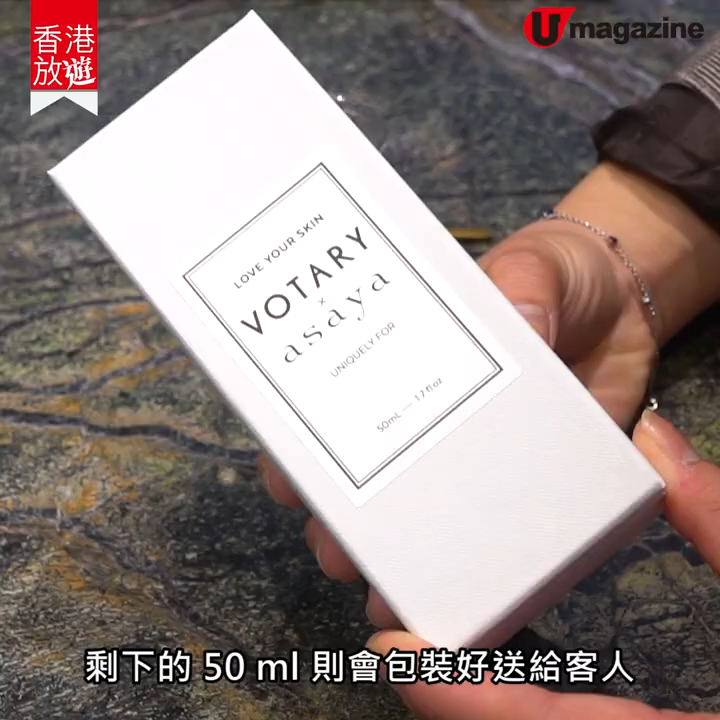 香港
放遊
U magazine
LOVE YOUR SKIN
VOTARY
×
asaya
UNIQUELY FOR
50mL — 1.7 fl oz
剩下的 50 ml 則會包裝好送給客人